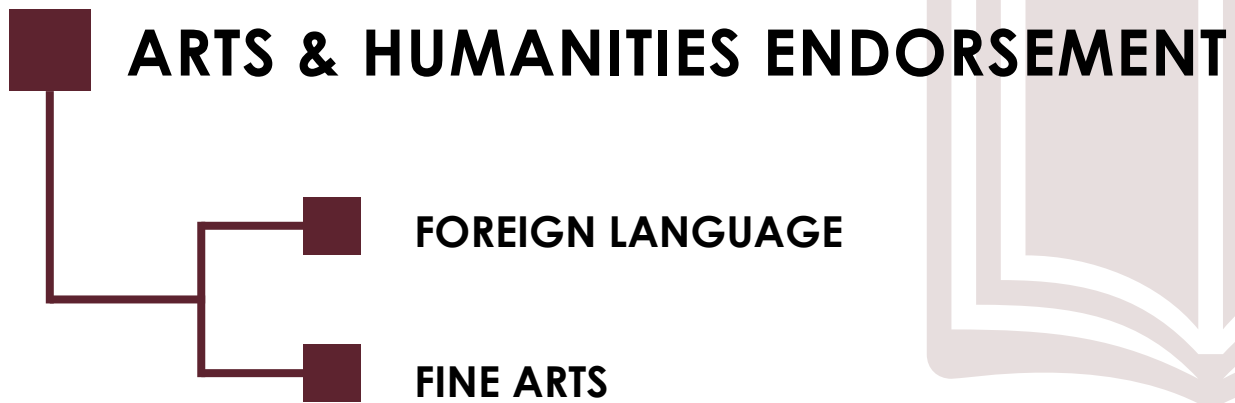 ARTS & HUMANITIES ENDORSEMENT
FOREIGN LANGUAGE
FINE ARTS